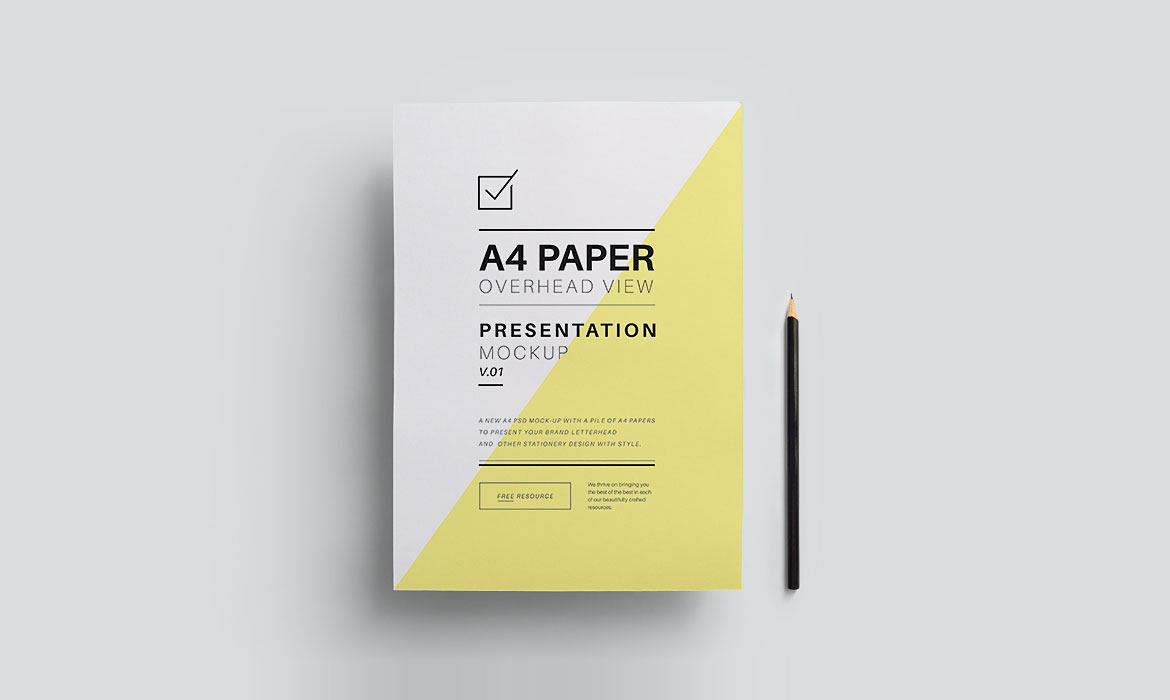 A4 PAPER
OVERHEAD VIEW
PRESENTATION
MOCKUP
V.01
A NEW A4 PSD MOCK-UP WITH A PILE OF A4 PAPERS
TO PRESENT YOUR BRAND LETTERHEAD
AND OTHER STATIONERY DESIGN WITH STYLE.
FREE RESOURCE
We thrive on bringing you
the best of the best in each
of our beautifully crafted
resources.